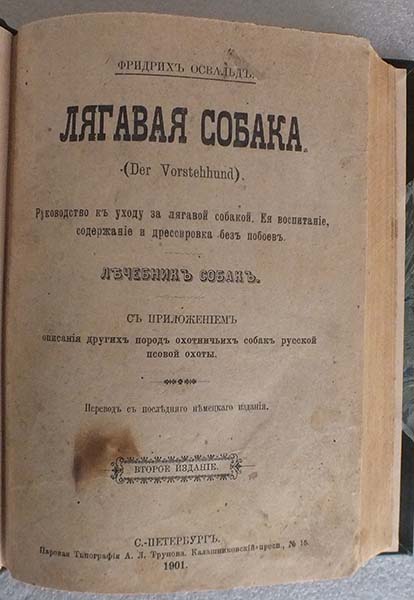 ФРИДРИХЪ ОСВАЛЬДЪ.
ЛЯГАВАЯ СОБАКА.
(Der Vorstehhund).
Руководство къ уходу за лягавой собакой. Ея воспитаніе,
содержаніе и дрессировка безъ побоевъ.
ЛѢЧЕБНИКЪ СОБАКЪ.
СЪ ПРИЛОЖЕНІЕМЪ
описанія другихъ породъ охотничьихъ собакъ русской
псовой охоты.
Переводъ съ послѣдняго нѣмецкаго изданія.
ВТОРОЕ ИЗДАНІЕ.
С.-ПЕТЕРБУРГЪ.
Паровая Типографія А. Л. Трунова. Калашниковскій-просп., № 15.
1901.